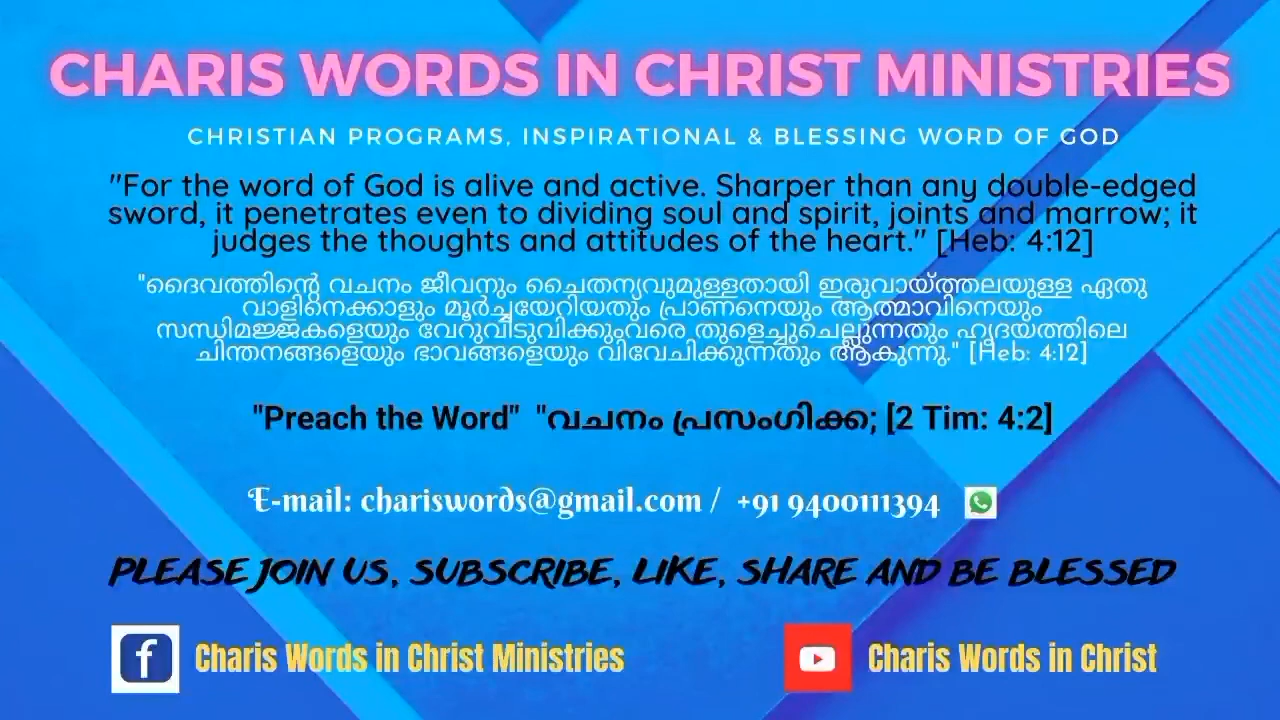 CHARIS WORDS IN CHRIST MINISTRIES
CHRISTIAN PROGRAMS, INSPIRATIONAL & BLESSING WORD OF GOD
"For the word of God is alive and active. Sharper than any double-edged
sword, it penetrates even to dividing soul and spirit, joints and marrow; it
judges the thoughts and attitudes of the heart." [Heb: 4:12]
"ദൈവത്തിന്റെ വചനം ജീവനും ചൈതന്യവുമുള്ളതായി ഇരുവായ്ത്തലയുള്ള ഏതു
വാളിനെക്കാളും മൂർച്ചയേറിയതും പ്രാണനെയും ആത്മാവിനെയും
സന്ധിമജ്ജകളെയും വേറുവിടുവിക്കുംവരെ തുളെച്ചുചെല്ലുന്നതും ഹൃദയത്തിലെ
ചിന്തനങ്ങളെയും ഭാവങ്ങളെയും വിവേചിക്കുന്നതും ആകുന്നു." [Heb: 4:12]
"Preach the Word" "വചനം പ്രസംഗിക്ക; [2 Tim: 4:2]
E-mail: chariswords@gmail.com / +91 9400111394
PLEASE JOIN US, SUBSCRIBE, LIKE, SHARE AND BE BLESSED
f Charis Words in Christ Ministries
Charis Words in Christ